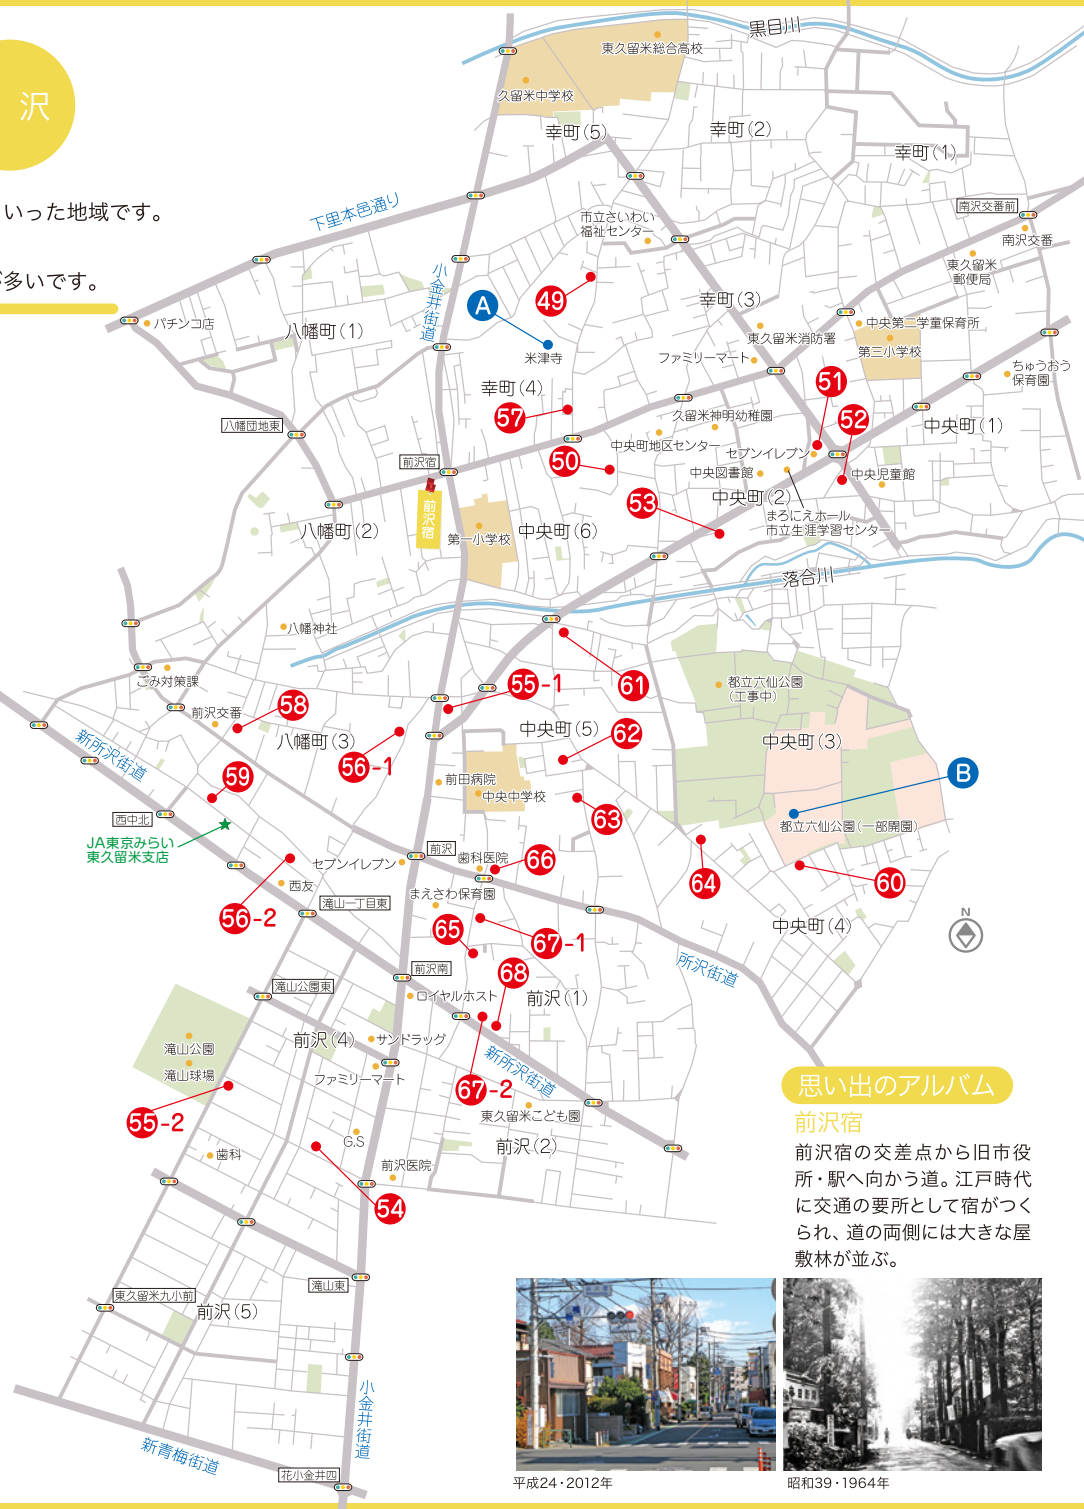 沢
いった地域です。
多いです。
黒目川
東久留米総合高校
久留米中学校
幸町(5)
幸町(2)
幸町(1)
下里本邑通り
南沢交番前
市立さいわい
福祉センター
南沢交番
東久留米
郵便局
小金井街道
A
49
幸町(3)
パチンコ店
八幡町(1)
米津寺
東久留米消防署
中央第二学童保育所
第三小学校
ファミリーマート
ちゅうおう
保育園
幸町(4)
51
57
52
久留米神明幼稚園
八幡団地東
中央町(1)
中央町地区センター
セブンイレブン
前沢宿
50
中央図書館
中央児童館
53
中央町(2)
前沢宿
まろにえホール
市立生涯学習センター
八幡町(2)
第一小学校
中央町(6)
落合川
八幡神社
ごみ対策課
61
55-1
都立六仙公園
(工事中)
58
前沢交番
八幡町(3)
中央町(5)
62
中央町(3)
新所沢街道
56-1
59
前田病院
中央中学校
B
西中北
63
都立六仙公園(一部開園)
JA東京みらい
東久留米支店
前沢
セブンイレブン
歯科医院
66
64
60
西友
まえさわ保育園
滝山一丁目東
56-2
65
67-1
中央町(4)
N
前沢南
68
所沢街道
滝山公園東
ロイヤルホスト
前沢(1)
滝山公園
前沢(4)
サンドラッグ
新所沢街道
滝山球場
ファミリーマート
67-2
思い出のアルバム
55-2
東久留米こども園
前沢宿
G.S
前沢(2)
歯科
前沢医院
前沢宿の交差点から旧市役
所・駅へ向かう道。江戸時代
に交通の要所として宿がつく
られ、道の両側には大きな屋
敷林が並ぶ。
54
滝山東
東久留米九小前
前沢(5)
小金井街道
新青梅街道
花小金井四
平成24・2012年
昭和39・1964年